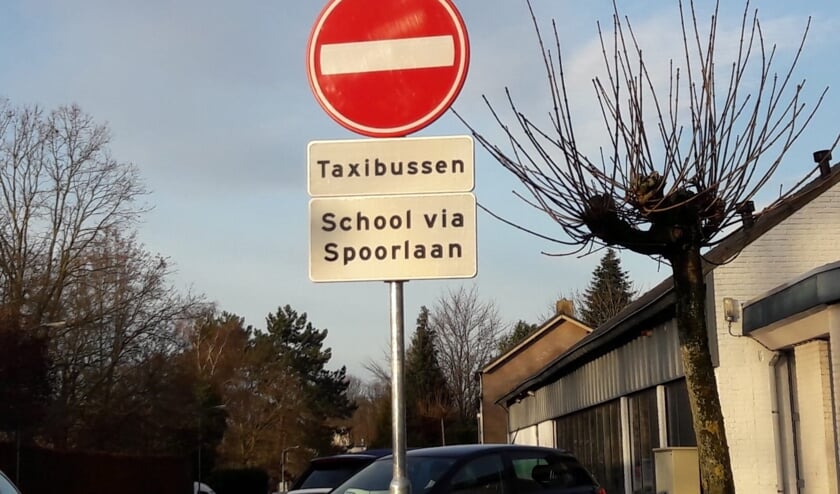 Taxibussen
School via
Spoorlaan